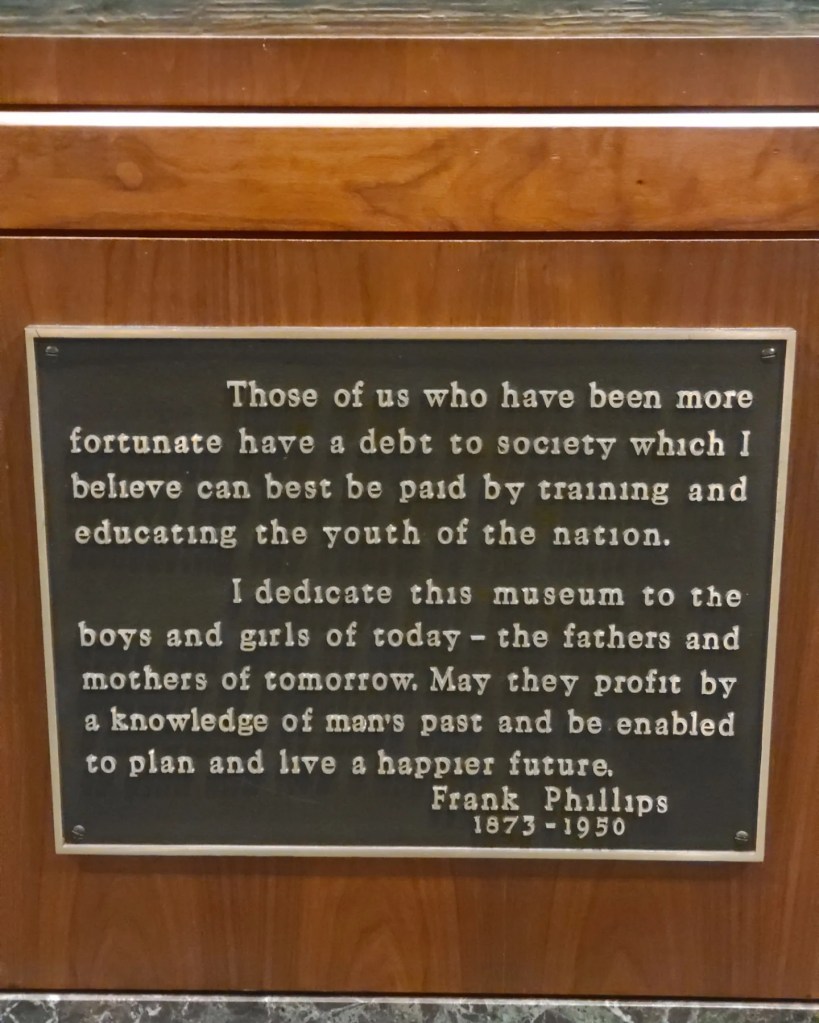 Those of us who have been more
fortunate have a debt to society which I
believe can best be paid by training and
educating the youth of the nation.
I dedicate this museum to the
boys and girls of today - the fathers and
mothers of tomorrow. May they profit by
a knowledge of man's past and be enabled
to plan and live a happier future.
Frank Phillips
1873-1950